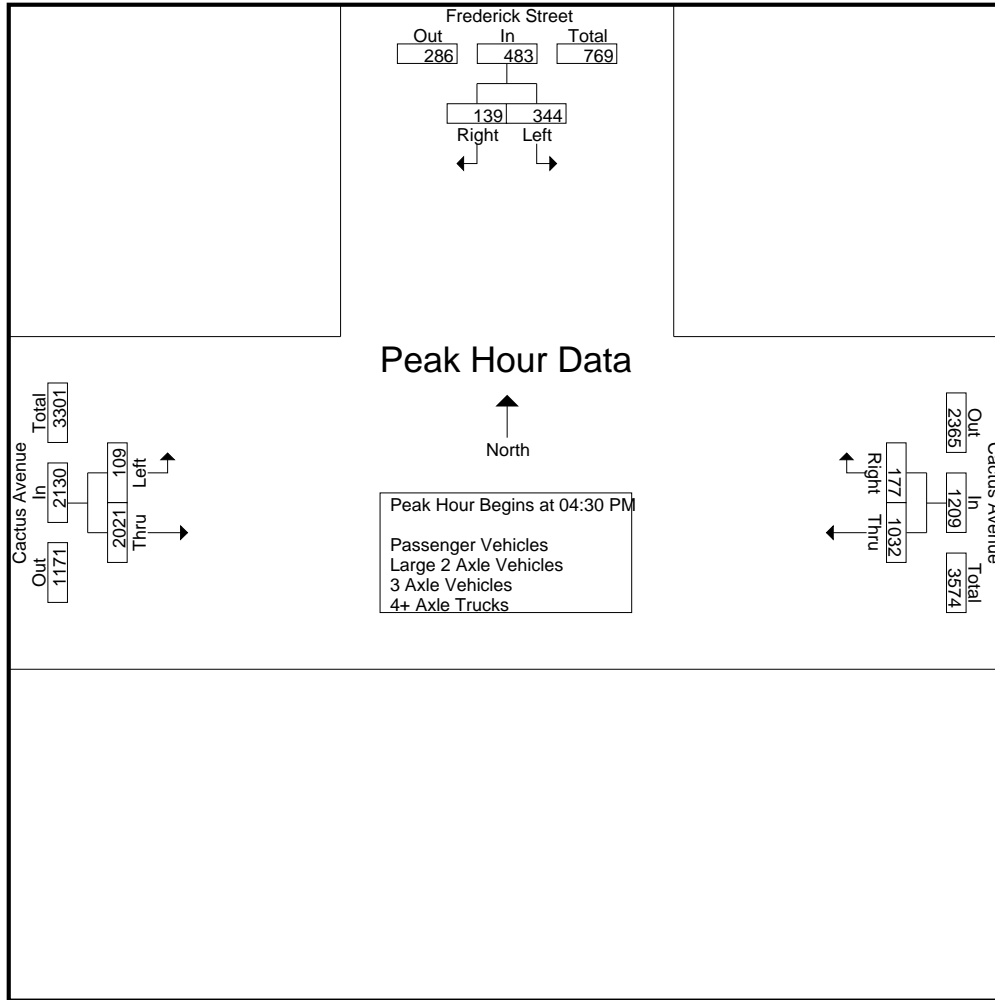 Frederick Street
Out In Total
286 483 769
139 344
Right Left
Peak Hour Data
North
Peak Hour Begins at 04:30 PM
Passenger Vehicles
Large 2 Axle Vehicles
3 Axle Vehicles
4+ Axle Trucks
Cactus Avenue
Out In Total
1171 2130 3301
Left Thru
109 2021
Cactus Avenue
Out In Total
2365 1209 3574
Right Thru
177 1032